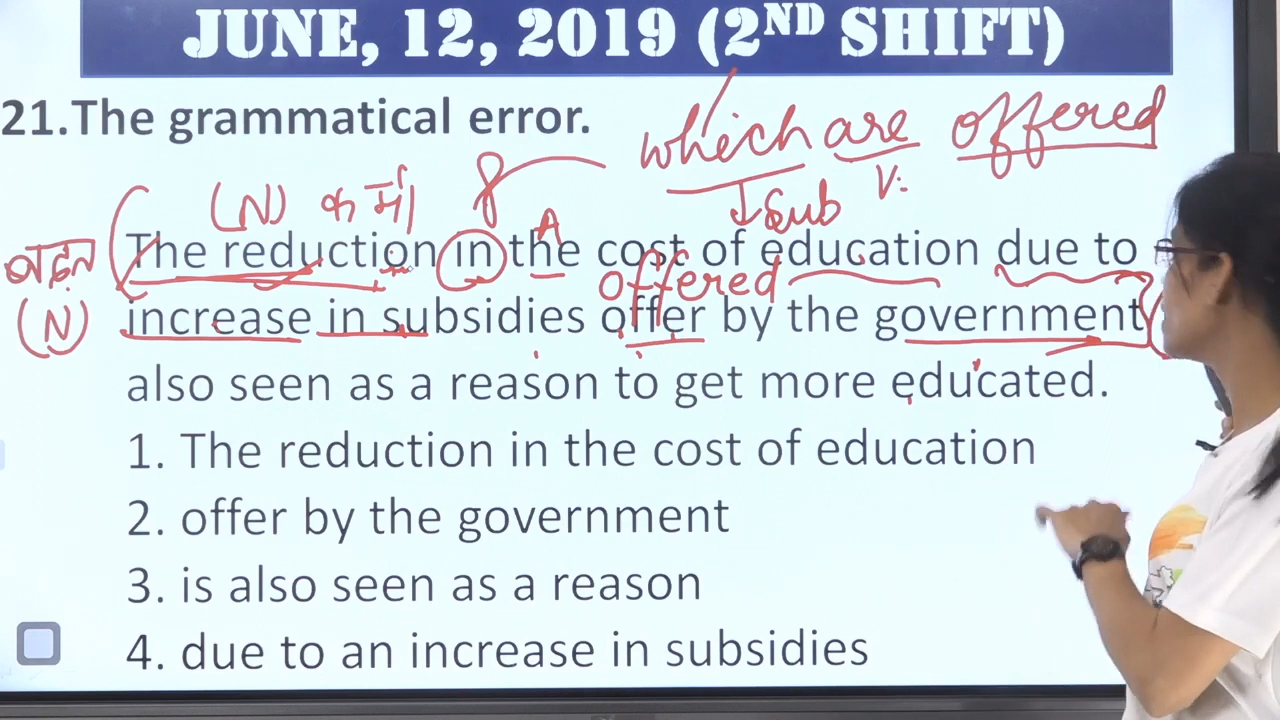 JUNE, 12, 2019 (2ND SHIFT)
21.The grammatical error.
which are offered
V:
(N) का में
↓ Sub
A
The reduction in the cost of education due to
offered
(N)
increase in subsidies offer by the government
also seen as a reason to get more educated.
1. The reduction in the cost of education
2. offer by the government
3. is also seen as a reason
4. due to an increase in subsidies